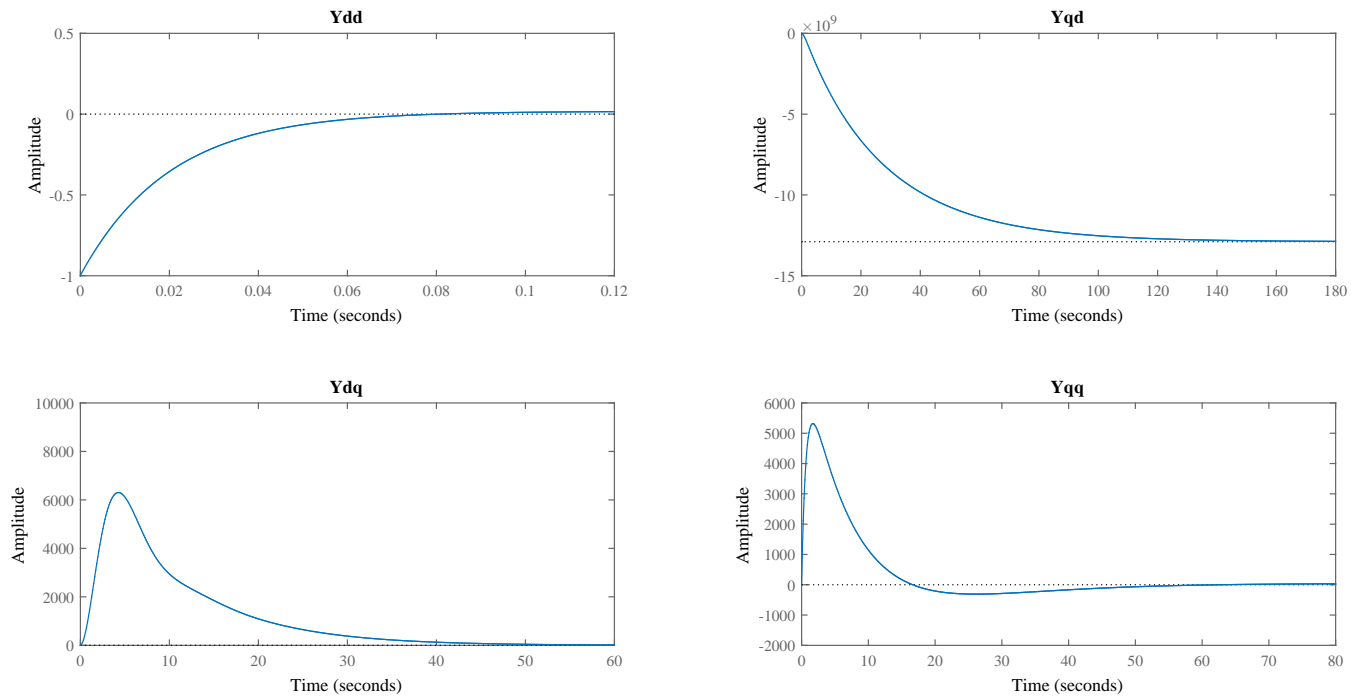 Ydd
0.5
0
-0.5
-1
Amplitude
0 0.02 0.04 0.06 0.08 0.1 0.12
Time (seconds)
Yqd
×10^9
0
-5
-10
-15
Amplitude
0 20 40 60 80 100 120 140 160 180
Time (seconds)
Ydq
10000
8000
6000
4000
2000
0
Amplitude
0 10 20 30 40 50 60
Time (seconds)
Yqq
6000
5000
4000
3000
2000
1000
0
-1000
-2000
Amplitude
0 10 20 30 40 50 60 70 80
Time (seconds)